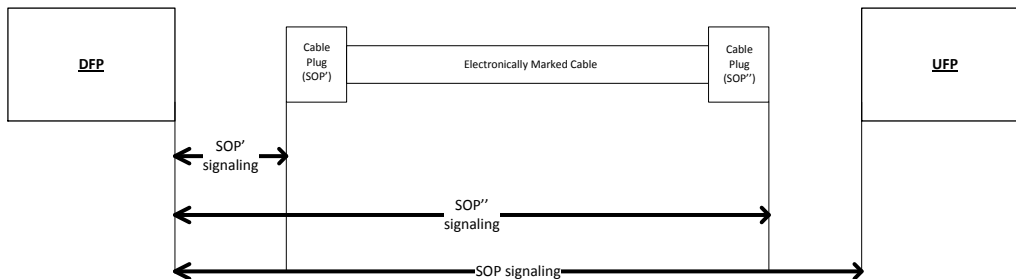 DFP
Cable
Plug
(SOP’)
Electronically Marked Cable
Cable
Plug
(SOP’’)
UFP
SOP’
signaling
SOP’’
signaling
SOP signaling